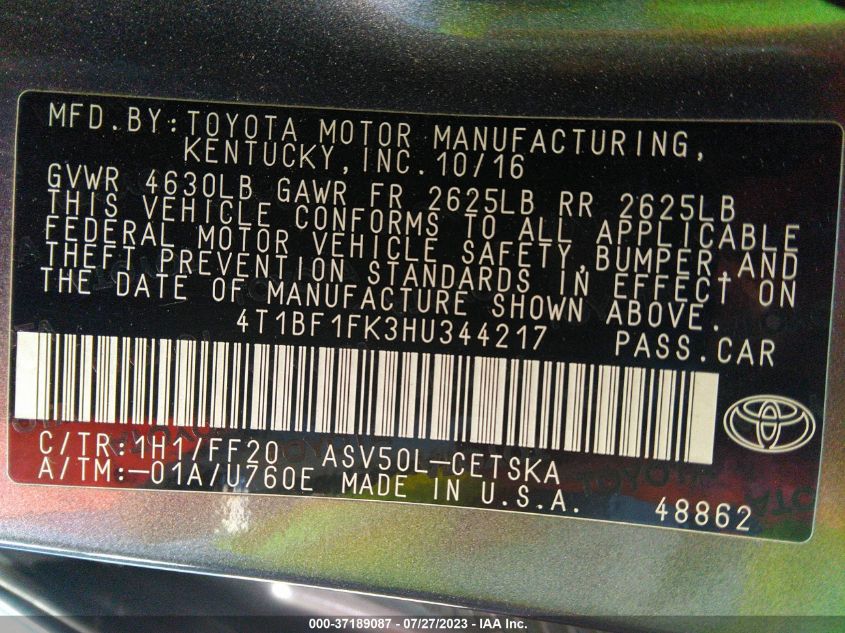 MFD.BY:TOYOTA MOTOR MANUFACTURING,
KENTUCKY,INC.10/16
GVWR 4630LB GAWR FR 2625LB RR 2625LB
THIS VEHICLE CONFORMS TO ALL APPLICABLE
FEDERAL MOTOR VEHICLE SAFETY,BUMPER,AND
THEFT PREVENTION STANDARDS IN EFFECT ON
THE DATE OF MANUFACTURE SHOWN ABOVE.
4T1BF1FK3HU344217 PASS.CAR
C/TR:1H1/FF20 ASV50L-CETSKA
A/TM:-01A/U760E MADE IN U.S.A.
48862
000-37189087 - 07/27/2023 - IAA Inc.